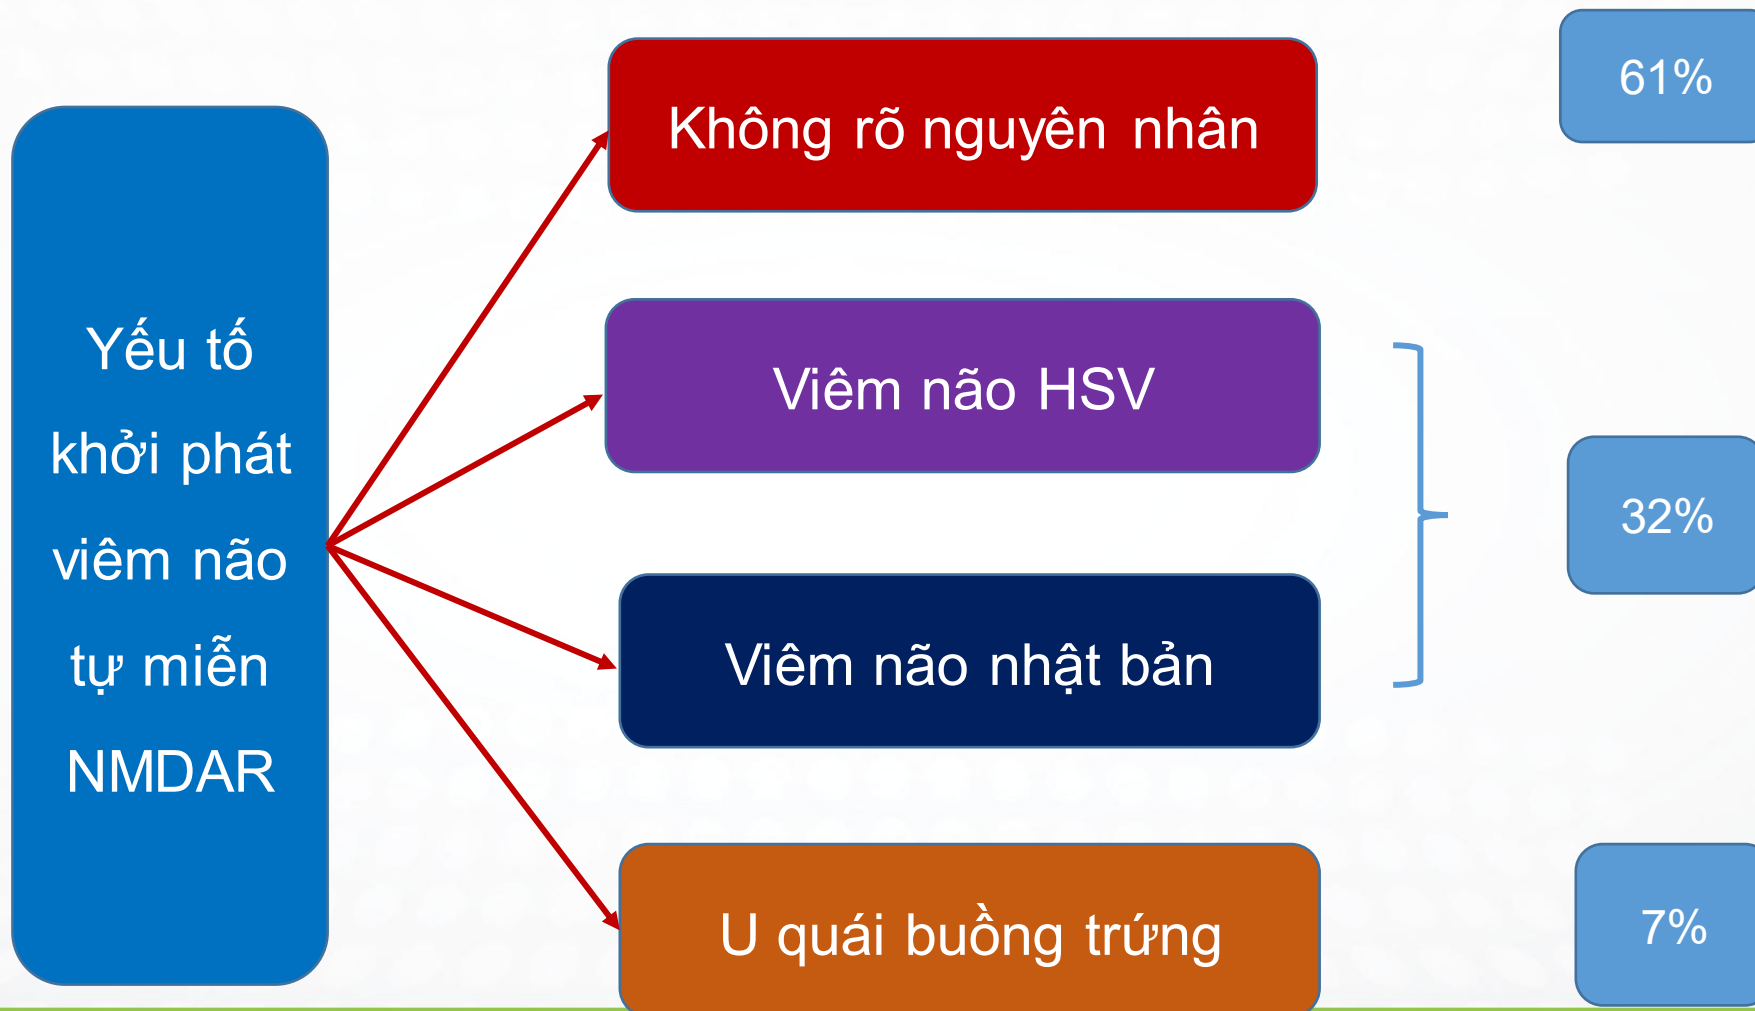 Yếu tố
khởi phát
viêm não
tự miễn
NMDAR
Không rõ nguyên nhân
61%
Viêm não HSV
Viêm não nhật bản
32%
U quái buồng trứng
7%